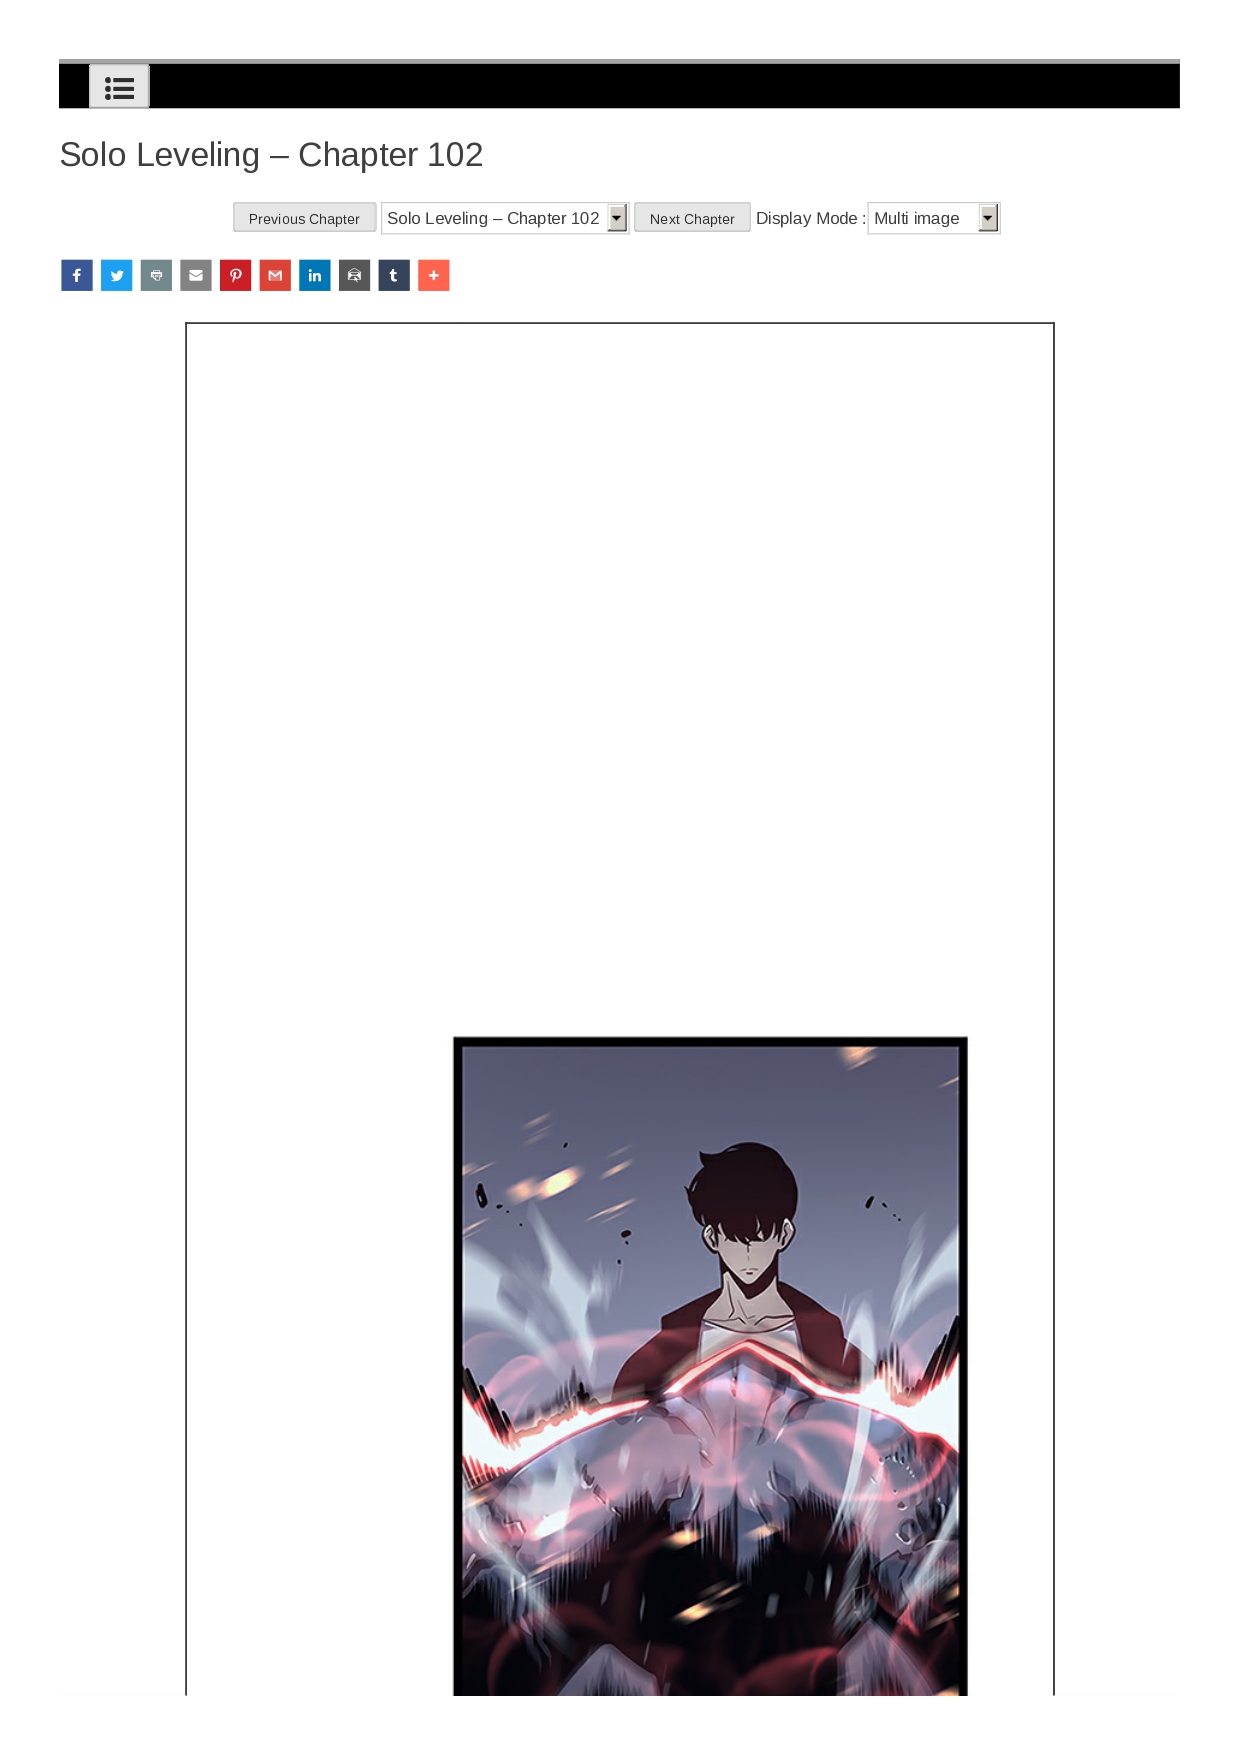 Solo Leveling – Chapter 102
Previous Chapter Solo Leveling – Chapter 102 Next Chapter Display Mode : Multi image